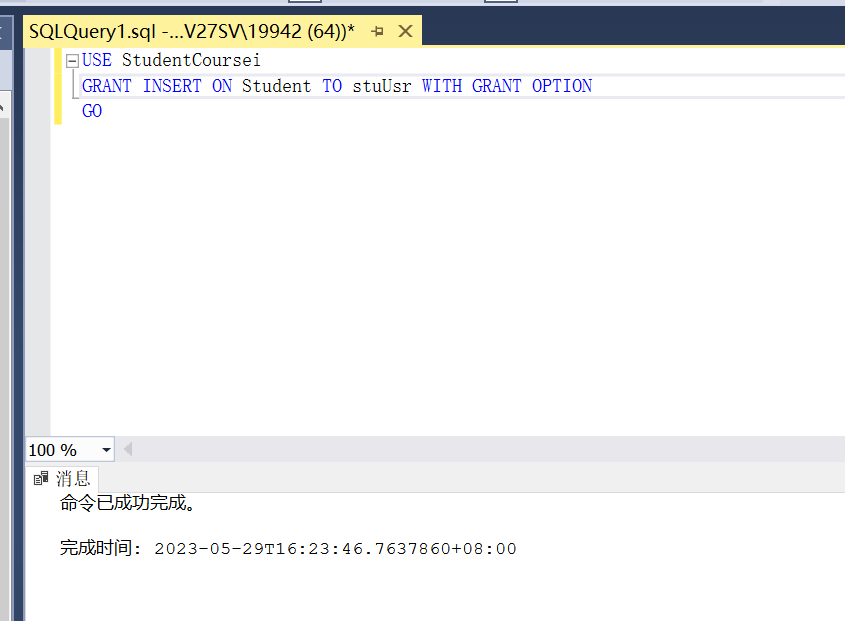 SQLQuery1.sql -...V27SV\19942 (64))*
USE StudentCoursei
GRANT INSERT ON Student TO stuUsr WITH GRANT OPTION
GO
100 %
消息
命令已成功完成。
完成时间: 2023-05-29T16:23:46.7637860+08:00